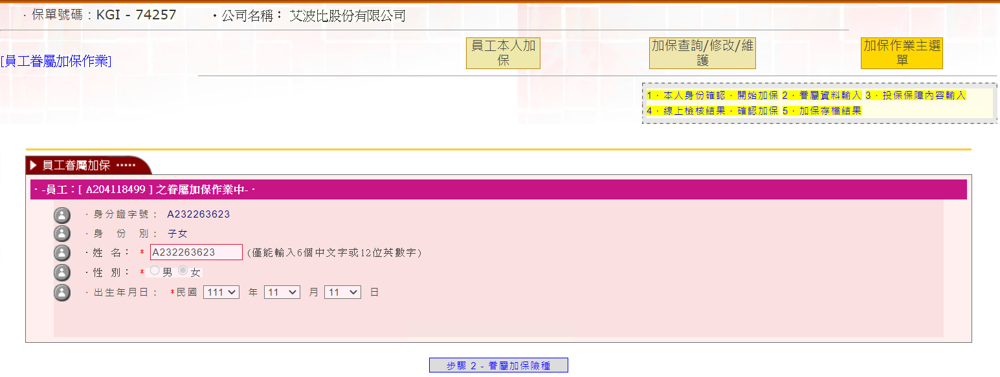 ．保單號碼：KGI - 74257 ．公司名稱： 艾波比股份有限公司
[員工眷屬加保作業]
員工本人加
保
加保查詢/修改/維
護
加保作業主選
單
1．本人身份確認．開始加保 2．眷屬資料輸入 3．投保保障內容輸入
4．線上檢核結果．確認加保 5．加保存檔結果
員工眷屬加保 ·····
．-員工：[ A204118499 ] 之眷屬加保作業中-．
．身分證字號： A232263623
．身 份 別： 子女
．姓 名： * A232263623 (僅能輸入6個中文字或12位英數字)
．性 別： * 男 女
．出生年月日： *民國 111 年 11 月 11 日
步驟 2 - 眷屬加保險種